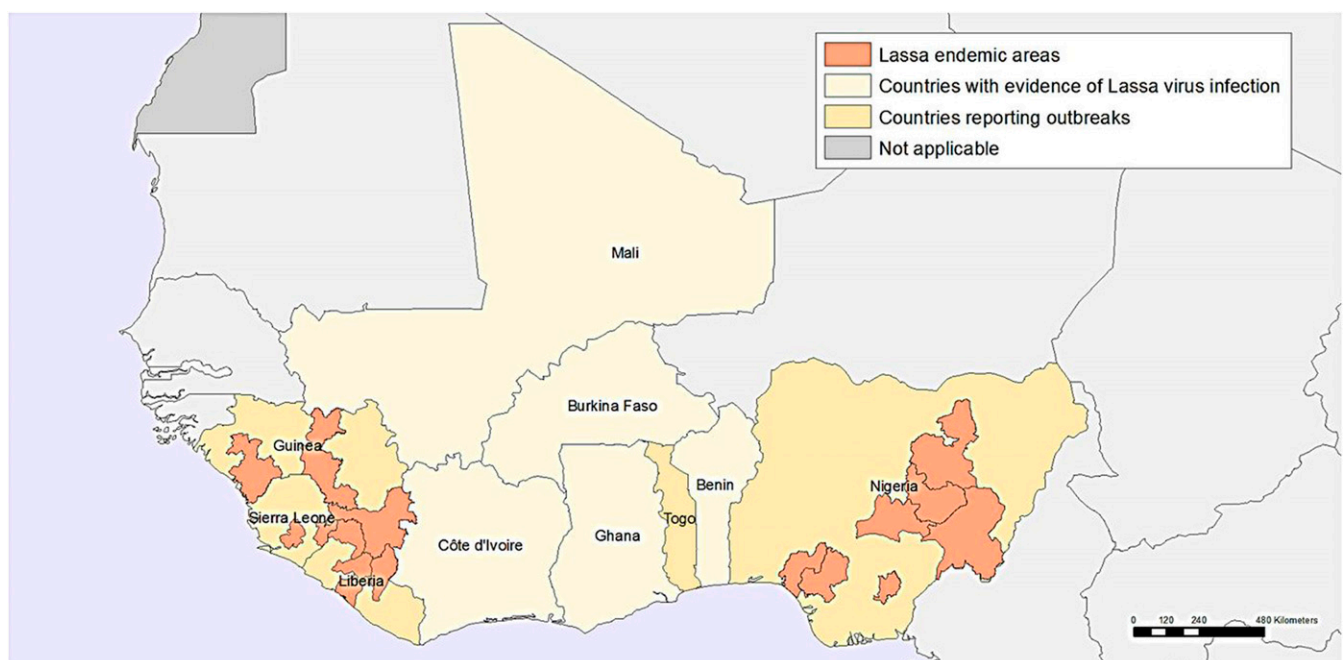 Lassa endemic areas
Countries with evidence of Lassa virus infection
Countries reporting outbreaks
Not applicable
Mali
Burkina Faso
Guinea
Benin
Nigeria
Sierra Leone
Togo
Ghana
Côte d'Ivoire
Liberia
0 120 240 480 Kilometers